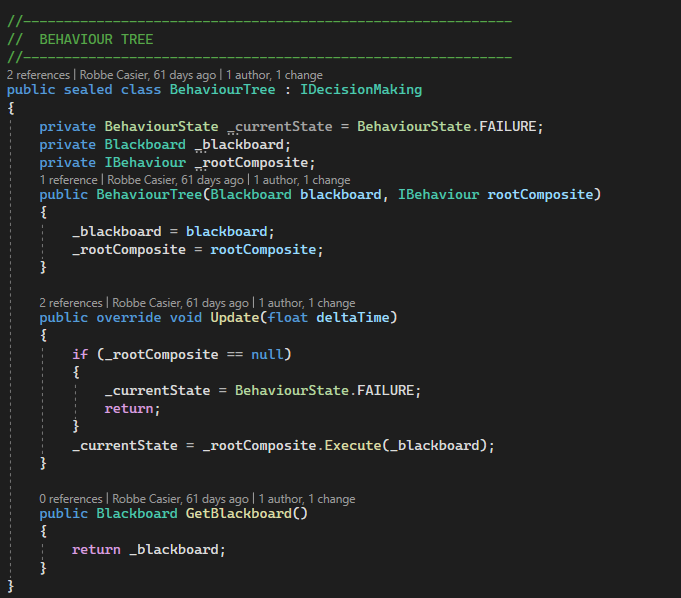 //------------------------------------------------------------
//  BEHAVIOUR TREE
//------------------------------------------------------------
2 references | Robbe Casier, 61 days ago | 1 author, 1 change
public sealed class BehaviourTree : IDecisionMaking
{
    private BehaviourState _currentState = BehaviourState.FAILURE;
    private Blackboard _blackboard;
    private IBehaviour _rootComposite;
    1 reference | Robbe Casier, 61 days ago | 1 author, 1 change
    public BehaviourTree(Blackboard blackboard, IBehaviour rootComposite)
    {
        _blackboard = blackboard;
        _rootComposite = rootComposite;
    }

    2 references | Robbe Casier, 61 days ago | 1 author, 1 change
    public override void Update(float deltaTime)
    {
        if (_rootComposite == null)
        {
            _currentState = BehaviourState.FAILURE;
            return;
        }
        _currentState = _rootComposite.Execute(_blackboard);
    }

    0 references | Robbe Casier, 61 days ago | 1 author, 1 change
    public Blackboard GetBlackboard()
    {
        return _blackboard;
    }
}